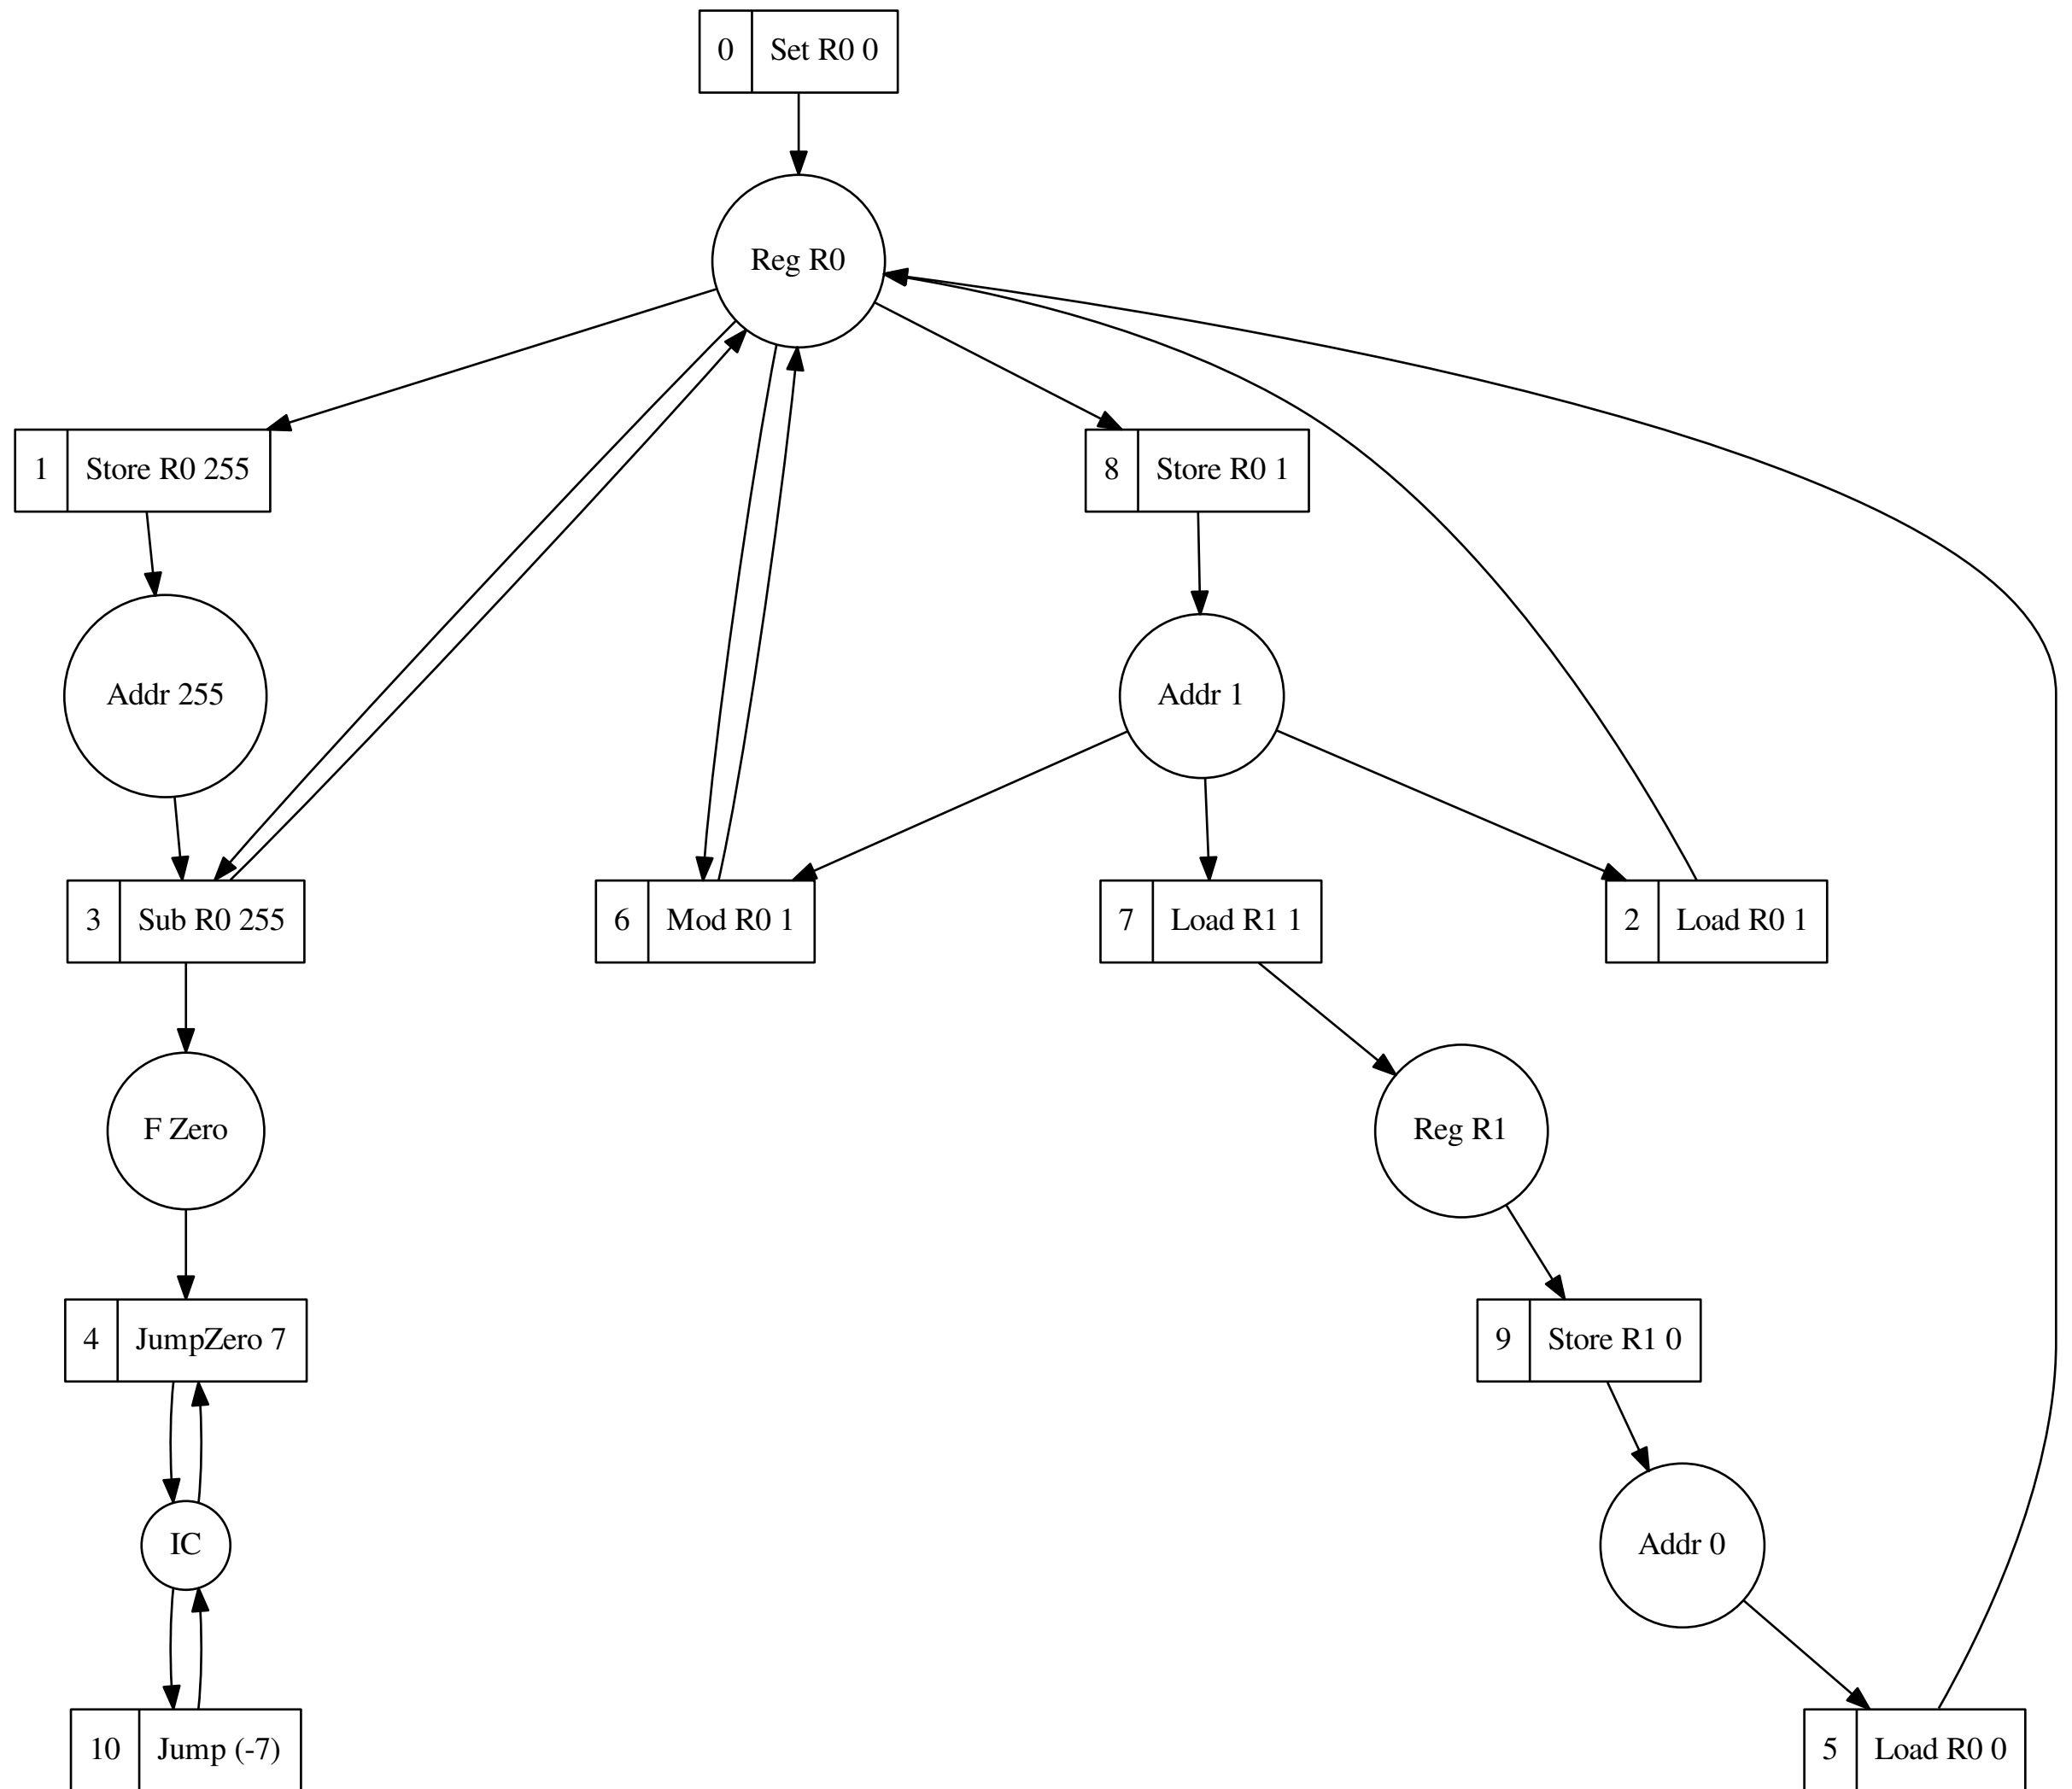 0 Set R0 0
Reg R0
1 Store R0 255
8 Store R0 1
Addr 255
Addr 1
3 Sub R0 255
6 Mod R0 1
7 Load R1 1
2 Load R0 1
F Zero
Reg R1
4 JumpZero 7
9 Store R1 0
IC
Addr 0
10 Jump (-7)
5 Load R0 0